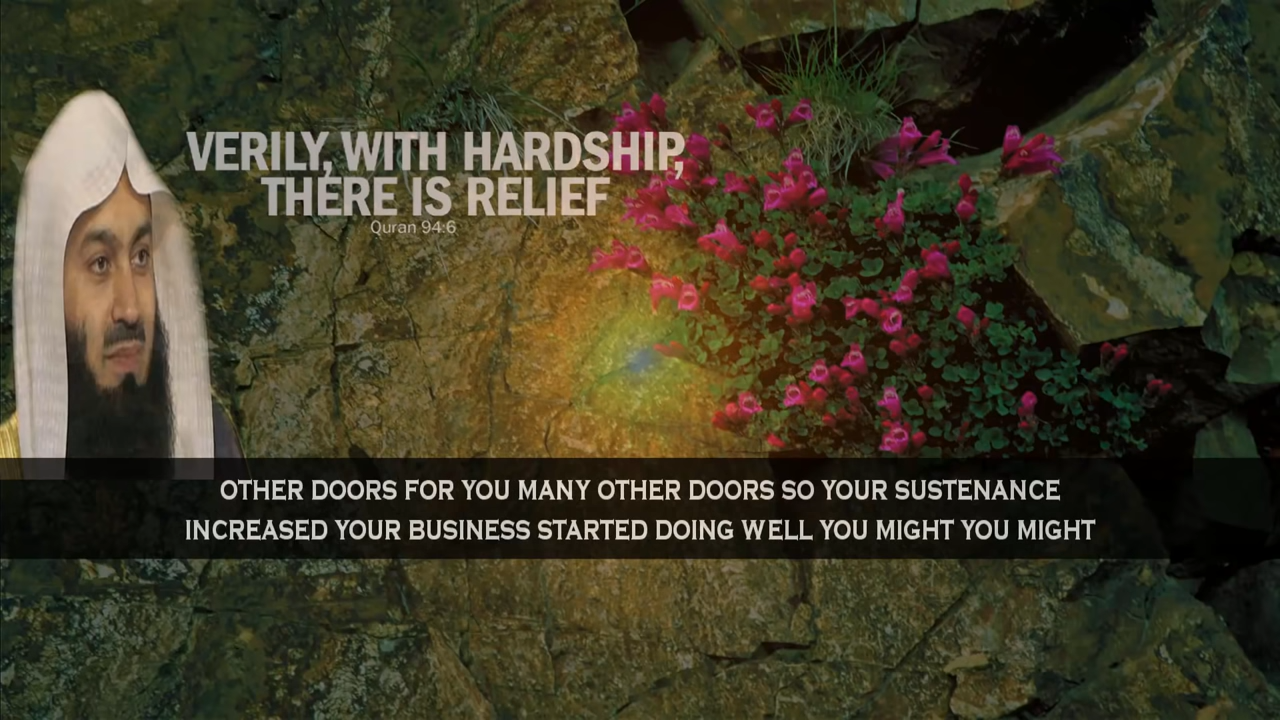 VERILY, WITH HARDSHIP,
THERE IS RELIEF
Quran 94:6
OTHER DOORS FOR YOU MANY OTHER DOORS SO YOUR SUSTENANCE
INCREASED YOUR BUSINESS STARTED DOING WELL YOU MIGHT YOU MIGHT